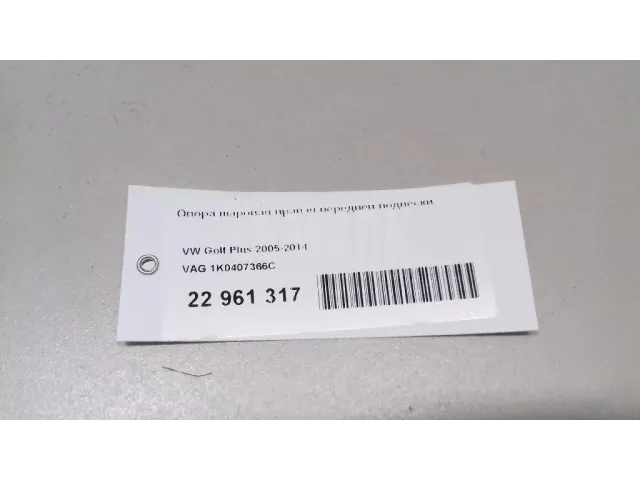 Опора шаровая правая передней подвески
VW Golf Plus 2005-2014
VAG 1K0407366C
22 961 317